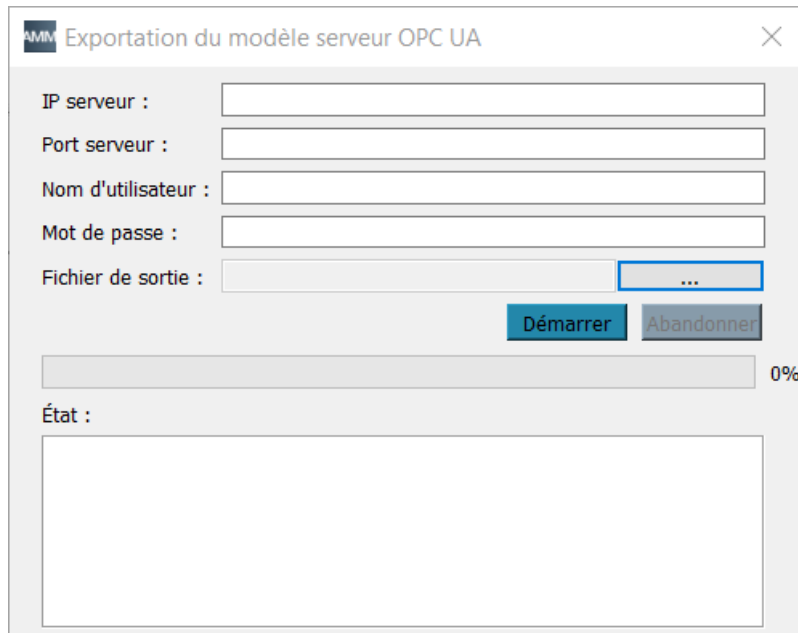 AMM Exportation du modèle serveur OPC UA
IP serveur :
Port serveur :
Nom d'utilisateur :
Mot de passe :
Fichier de sortie : ...
Démarrer Abandonner
0%
État :